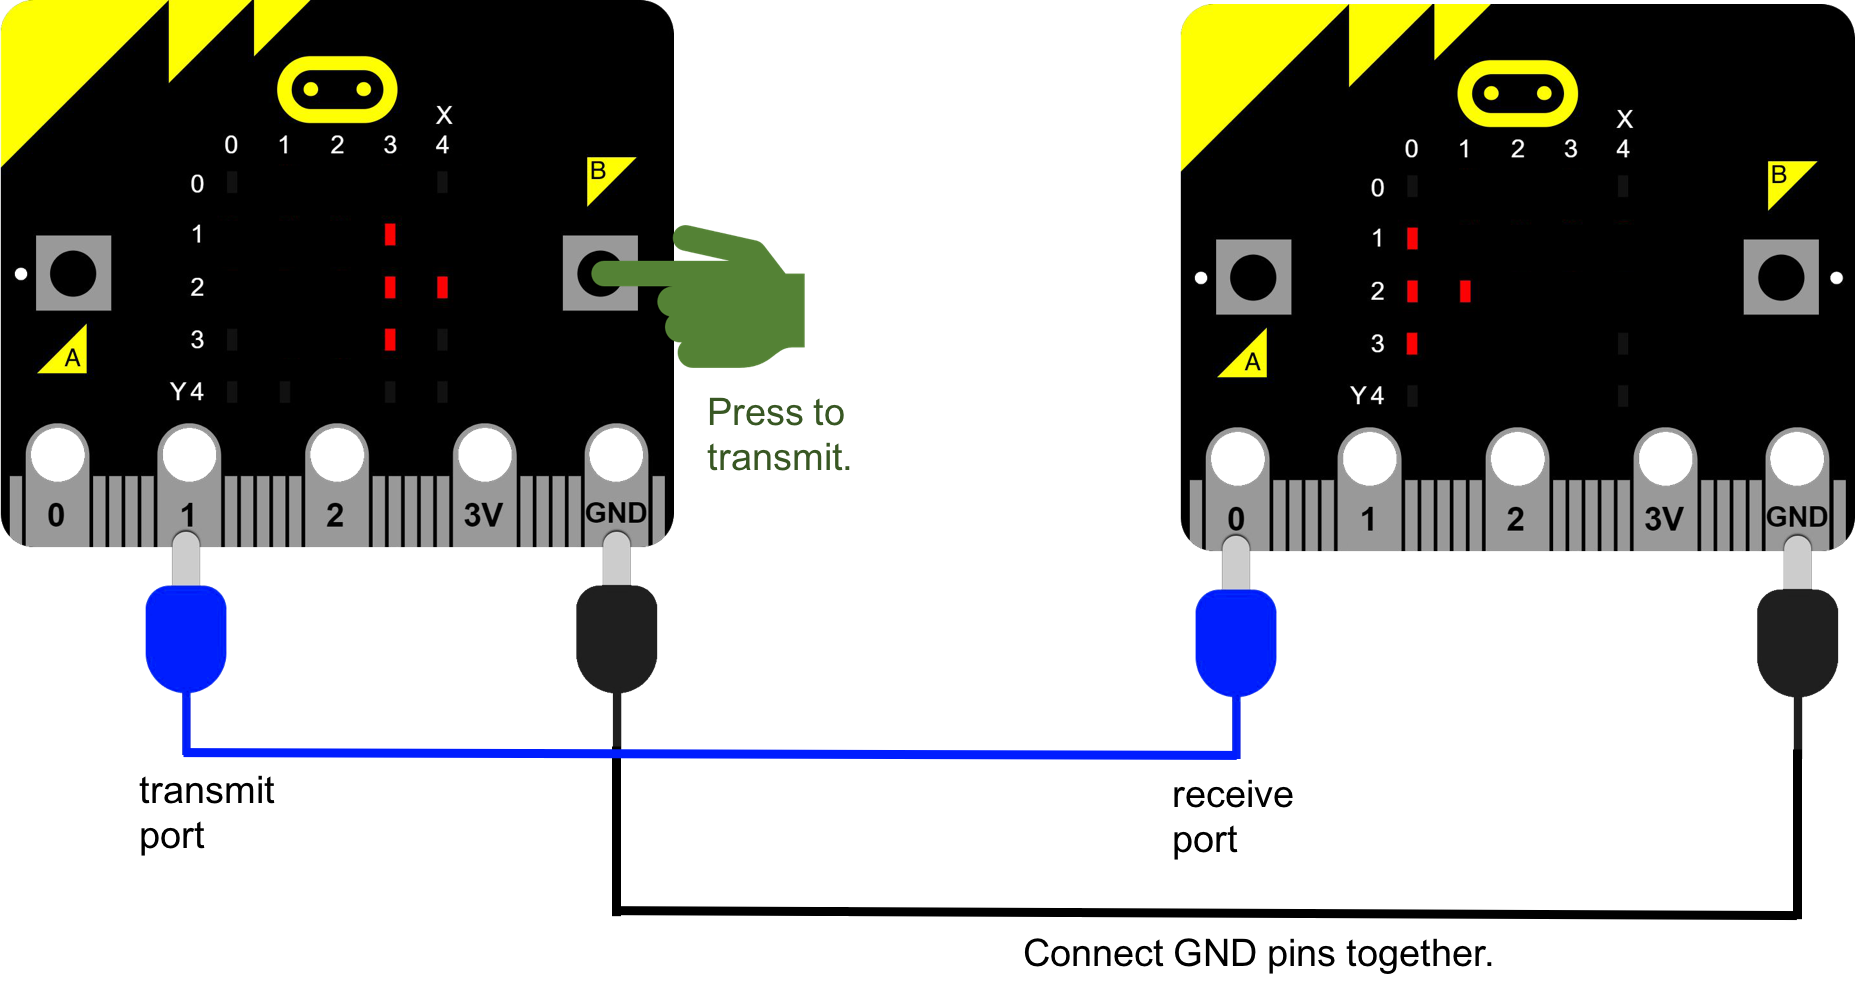 X
0 1 2 3 4
0
1
2
3
Y 4
A
B
0 1 2 3V GND
Press to
transmit.
X
0 1 2 3 4
0
1
2
3
Y 4
A
B
0 1 2 3V GND
transmit
port
receive
port
Connect GND pins together.